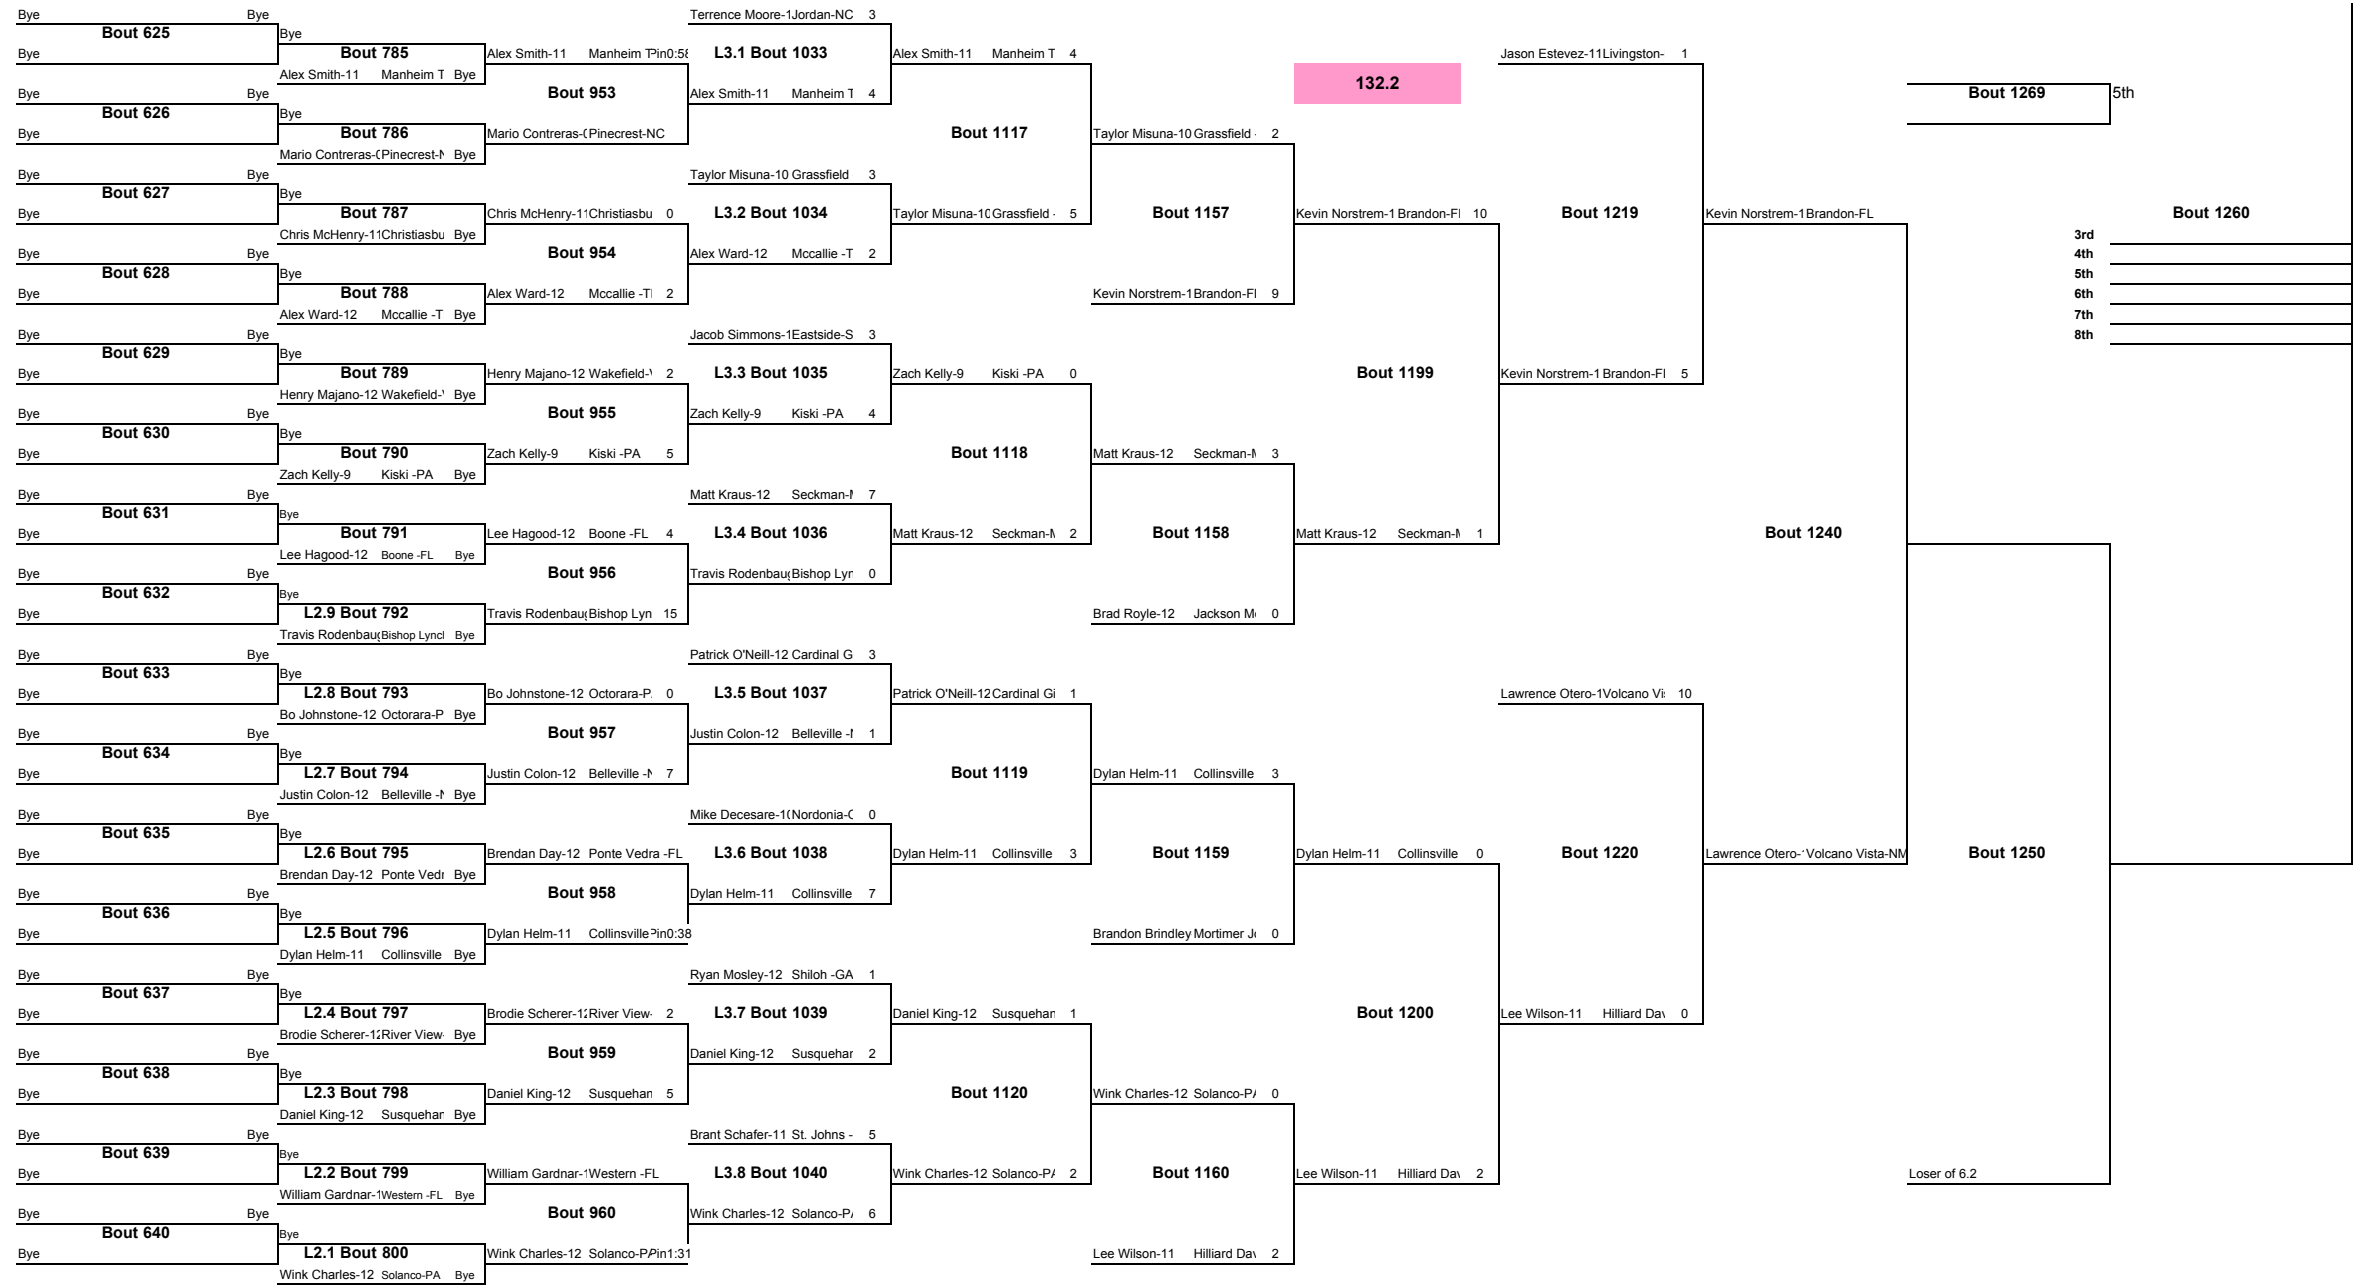 Bye Bye
Bout 625
Bye
Bye
Bout 785
Alex Smith-11 Manheim T Bye
Bye Bye
Bout 626
Bye
Bye
Bout 786
Mario Contreras-( Pinecrest-N Bye
Bye Bye
Bout 627
Bye
Bye
Bout 787
Chris McHenry-11 Christiasbu Bye
Bye Bye
Bout 628
Bye
Bye
Bout 788
Alex Ward-12 Mccallie -T Bye
Bye Bye
Bout 629
Bye
Bye
Bout 789
Henry Majano-12 Wakefield- Bye
Bye Bye
Bout 630
Bye
Bye
Bout 790
Zach Kelly-9 Kiski -PA Bye
Bye Bye
Bout 631
Bye
Bye
Bout 791
Lee Hagood-12 Boone -FL Bye
Bye Bye
Bout 632
Bye
Bye
L2.9 Bout 792
Travis Rodenbaug Bishop Lyncl Bye
Bye Bye
Bout 633
Bye
Bye
L2.8 Bout 793
Bo Johnstone-12 Octorara-P Bye
Bye Bye
Bout 634
Bye
Bye
L2.7 Bout 794
Justin Colon-12 Belleville -N Bye
Bye Bye
Bout 635
Bye
Bye
L2.6 Bout 795
Brendan Day-12 Ponte Vedr Bye
Bye Bye
Bout 636
Bye
Bye
L2.5 Bout 796
Dylan Helm-11 Collinsville Bye
Bye Bye
Bout 637
Bye
Bye
L2.4 Bout 797
Brodie Scherer-12 River View- Bye
Bye Bye
Bout 638
Bye
Bye
L2.3 Bout 798
Daniel King-12 Susquehar Bye
Bye Bye
Bout 639
Bye
Bye
L2.2 Bout 799
William Gardnar-1 Western -FL Bye
Bye Bye
Bout 640
Bye
Bye
L2.1 Bout 800
Wink Charles-12 Solanco-PA Bye
Alex Smith-11 Manheim T Pin0:58
Bout 953
Mario Contreras-( Pinecrest-NC
Chris McHenry-11 Christiasbu 0
Bout 954
Alex Ward-12 Mccallie -T 2
Henry Majano-12 Wakefield- 2
Bout 955
Zach Kelly-9 Kiski -PA 5
Lee Hagood-12 Boone -FL 4
Bout 956
Travis Rodenbaug Bishop Lyn 15
Bo Johnstone-12 Octorara-P. 0
Bout 957
Justin Colon-12 Belleville -N 7
Brendan Day-12 Ponte Vedra -FL
Bout 958
Dylan Helm-11 Collinsville Pin0:38
Brodie Scherer-12 River View- 2
Bout 959
Daniel King-12 Susquehan 5
William Gardnar-1 Western -FL
Bout 960
Wink Charles-12 Solanco-PA Pin1:31
Terrence Moore-1 Jordan-NC 3
L3.1 Bout 1033
Alex Smith-11 Manheim T 4
Taylor Misuna-10 Grassfield 3
L3.2 Bout 1034
Alex Ward-12 Mccallie -T 2
Jacob Simmons-1 Eastside-S 3
L3.3 Bout 1035
Zach Kelly-9 Kiski -PA 4
Matt Kraus-12 Seckman-M 7
L3.4 Bout 1036
Travis Rodenbaug Bishop Lyn 0
Patrick O'Neill-12 Cardinal G 3
L3.5 Bout 1037
Justin Colon-12 Belleville -N 1
Mike Decesare-10 Nordonia-O 0
L3.6 Bout 1038
Dylan Helm-11 Collinsville 7
Ryan Mosley-12 Shiloh -GA 1
L3.7 Bout 1039
Daniel King-12 Susquehar 2
Brant Schafer-11 St. Johns - 5
L3.8 Bout 1040
Wink Charles-12 Solanco-P 6
Alex Smith-11 Manheim T 4
Bout 1117
Taylor Misuna-10 Grassfield - 5
Zach Kelly-9 Kiski -PA 0
Bout 1118
Matt Kraus-12 Seckman-M 2
Patrick O'Neill-12 Cardinal Gi 1
Bout 1119
Dylan Helm-11 Collinsville 3
Daniel King-12 Susquehan 1
Bout 1120
Wink Charles-12 Solanco-PA 2
Taylor Misuna-10 Grassfield - 2
Bout 1157
Kevin Norstrem-1 Brandon-Fl 9
Matt Kraus-12 Seckman-M 3
Bout 1158
Brad Royle-12 Jackson M 0
Dylan Helm-11 Collinsville 3
Bout 1159
Brandon Brindley Mortimer J 0
Wink Charles-12 Solanco-PA 0
Bout 1160
Lee Wilson-11 Hilliard Dav 2
132.2
Kevin Norstrem-1 Brandon-Fl 10
Bout 1199
Matt Kraus-12 Seckman-M 1
Dylan Helm-11 Collinsville 0
Bout 1200
Lee Wilson-11 Hilliard Dav 2
Jason Estevez-11 Livingston- 1
Bout 1219
Kevin Norstrem-1 Brandon-Fl 5
Lawrence Otero-1 Volcano Vi 10
Bout 1220
Lee Wilson-11 Hilliard Dav 0
Kevin Norstrem-1 Brandon-FL
Bout 1240
Lawrence Otero- Volcano Vista-NM
Bout 1269
5th
Bout 1250
Loser of 6.2
Bout 1260
3rd
4th
5th
6th
7th
8th